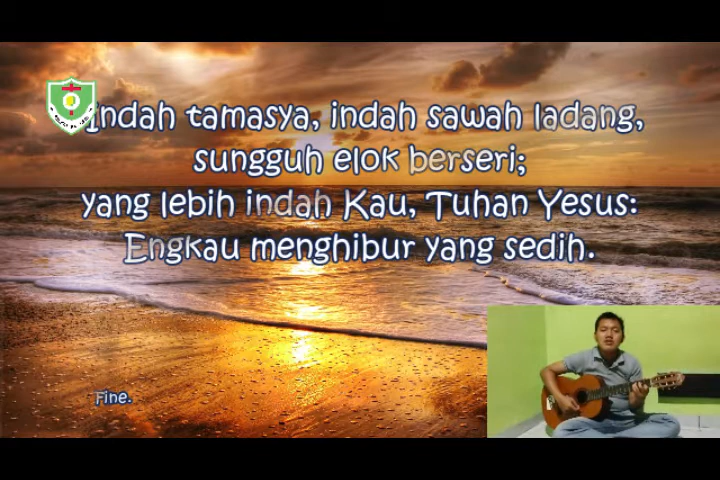 Indah tamasya, indah sawah ladang,
sungguh elok berseri;
yang lebih indah Kau, Tuhan Yesus:
Engkau menghibur yang sedih.
Fine.